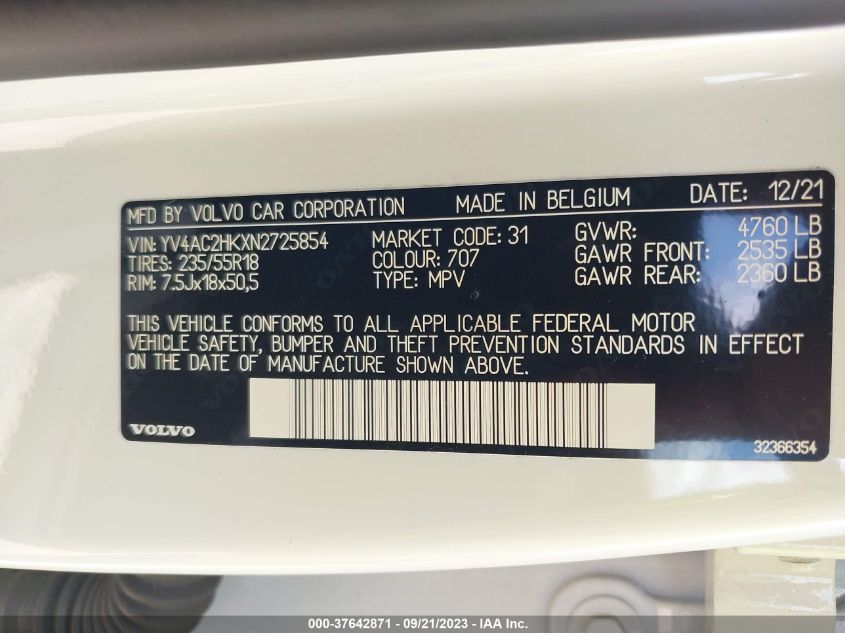 MFD BY VOLVO CAR CORPORATION MADE IN BELGIUM DATE: 12/21
VIN: YV4AC2HKXN2725854 MARKET CODE: 31 GVWR: 4760 LB
TIRES: 235/55R18 COLOUR: 707 GAWR FRONT: 2535 LB
RIM: 7.5Jx18x50,5 TYPE: MPV GAWR REAR: 2360 LB
THIS VEHICLE CONFORMS TO ALL APPLICABLE FEDERAL MOTOR
VEHICLE SAFETY, BUMPER AND THEFT PREVENTION STANDARDS IN EFFECT
ON THE DATE OF MANUFACTURE SHOWN ABOVE.
VOLVO
32366354
000-37642871 - 09/21/2023 - IAA Inc.